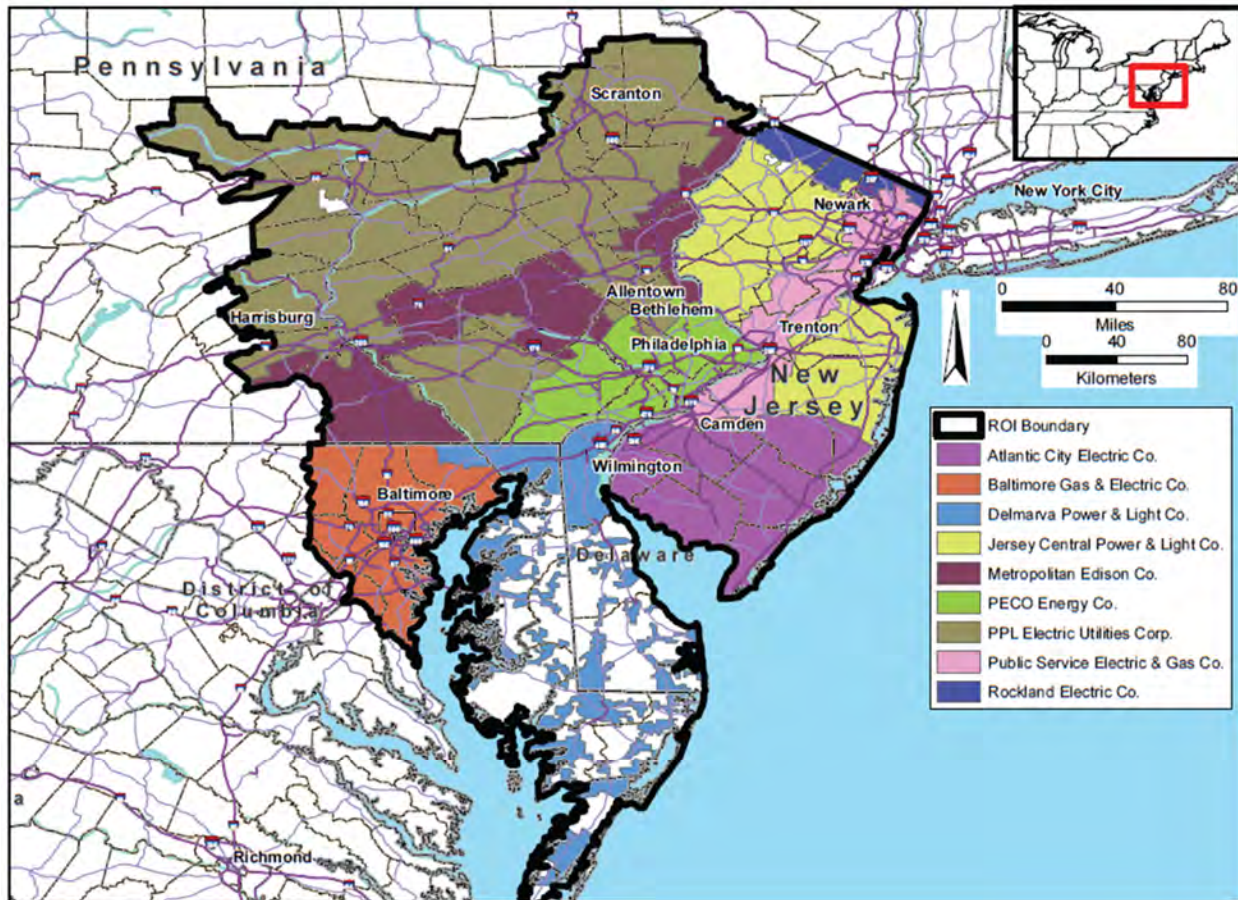 Pennsylvania
Scranton
New York City
Newark
Allentown
Bethlehem
Harrisburg
Trenton
Philadelphia
New
Jersey
Camden
Wilmington
Baltimore
Delaware
District of
Columbia
Richmond
a
N
0 40 80
Miles
0 40 80
Kilometers
ROI Boundary
Atlantic City Electric Co.
Baltimore Gas & Electric Co.
Delmarva Power & Light Co.
Jersey Central Power & Light Co.
Metropolitan Edison Co.
PECO Energy Co.
PPL Electric Utilities Corp.
Public Service Electric & Gas Co.
Rockland Electric Co.